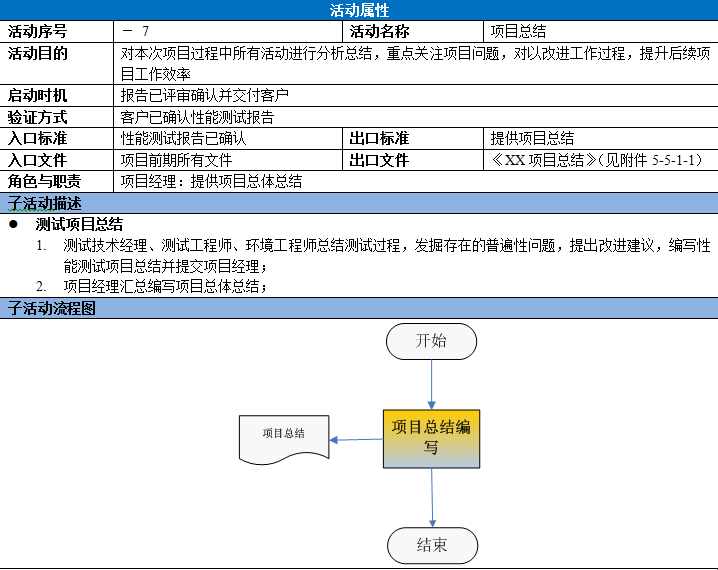 活动属性
活动序号 － 7 活动名称 项目总结
活动目的 对本次项目过程中所有活动进行分析总结，重点关注项目问题，对以改进工作过程，提升后续项
目工作效率
启动时机 报告已评审确认并交付客户
验证方式 客户已确认性能测试报告
入口标准 性能测试报告已确认 出口标准 提供项目总结
入口文件 项目前期所有文件 出口文件 《XX 项目总结》（见附件 5-5-1-1）
角色与职责 项目经理：提供项目总体总结
子活动描述
● 测试项目总结
1. 测试技术经理、测试工程师、环境工程师总结测试过程，发掘存在的普遍性问题，提出改进建议，编写性
能测试项目总结并提交项目经理；
2. 项目经理汇总编写项目总体总结；
子活动流程图
开始
项目总结编
写
项目总结
结束